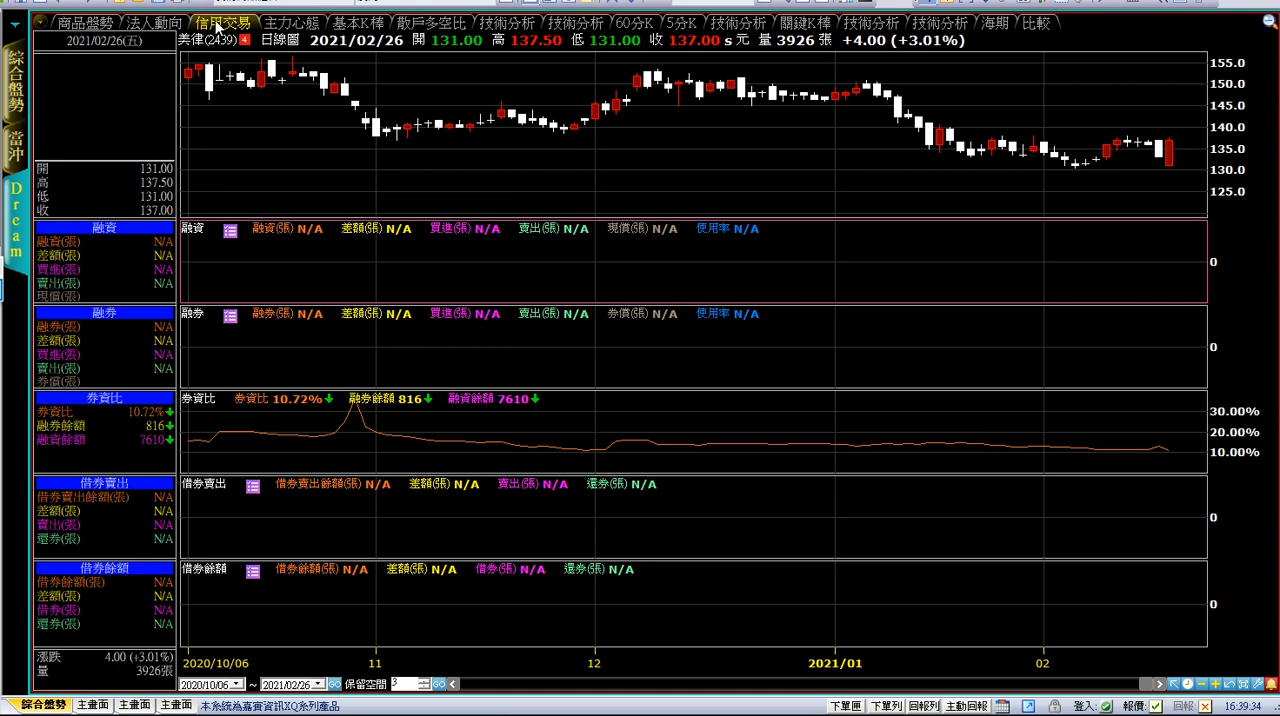 商品盤勢 法人動向 信用交易 主力心態 基本K棒 散戶多空比 技術分析 技術分析 60分K 5分K 技術分析 關鍵K棒 技術分析 技術分析 海期 比較
2021/02/26(五)
美律(2439) 4 日線圖 2021/02/26 開 131.00 高 137.50 低 131.00 收 137.00 s 元 量 3926 張 +4.00 (+3.01%)
綜合盤勢
當沖
Dream
155.0
150.0
145.0
140.0
135.0
130.0
125.0
開 131.00
高 137.50
低 131.00
收 137.00
融資
融資(張) N/A
差額(張) N/A
買進(張) N/A
賣出(張) N/A
現償(張)
融資 融資(張) N/A 差額(張) N/A 買進(張) N/A 賣出(張) N/A 現償(張) N/A 使用率 N/A
0
融券
融券(張) N/A
差額(張) N/A
買進(張) N/A
賣出(張) N/A
券償(張)
融券 融券(張) N/A 差額(張) N/A 買進(張) N/A 賣出(張) N/A 券償(張) N/A 使用率 N/A
0
券資比
券資比 10.72%
融券餘額 816
融資餘額 7610
券資比 券資比 10.72% 融券餘額 816 融資餘額 7610
30.00%
20.00%
10.00%
借券賣出
借券賣出餘額(張) N/A
差額(張) N/A
賣出(張) N/A
還券(張) N/A
借券賣出 借券賣出餘額(張) N/A 差額(張) N/A 賣出(張) N/A 還券(張) N/A
0
借券餘額
借券餘額(張) N/A
差額(張) N/A
借券(張) N/A
還券(張) N/A
借券餘額 借券餘額(張) N/A 差額(張) N/A 借券(張) N/A 還券(張) N/A
0
漲跌 4.00 (+3.01%)
量 3926張
2020/10/06 11 12 2021/01 02
2020/10/06 ~ 2021/02/26 GO 保留空間 3 GO
綜合盤勢 主畫面 主畫面 主畫面 本系統為嘉實資訊XQ系列產品 下單匣 下單列 回報列 主動回報 登入: 報價: 回報: 16:39:34